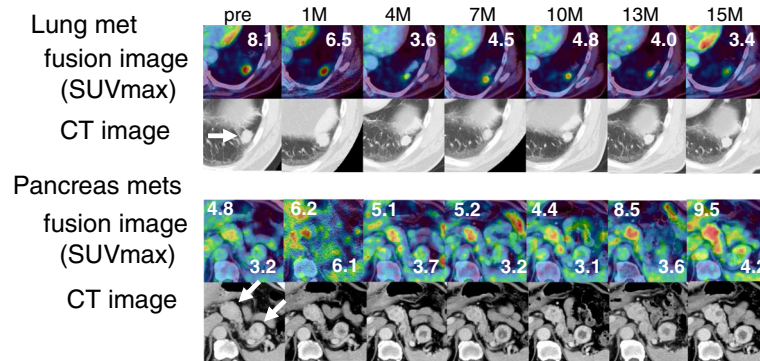 pre 1M 4M 7M 10M 13M 15M
Lung met
fusion image
(SUVmax)
8.1 6.5 3.6 4.5 4.8 4.0 3.4
CT image
Pancreas mets
fusion image
(SUVmax)
4.8 6.2 5.1 5.2 4.4 8.5 9.5
3.2 6.1 3.7 3.2 3.1 3.6 4.2
CT image